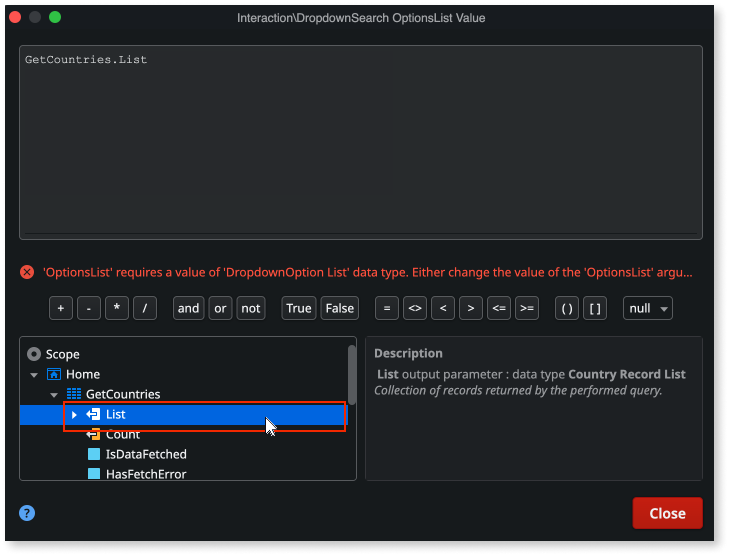 Interaction\DropdownSearch OptionsList Value
GetCountries.List
'OptionsList' requires a value of 'DropdownOption List' data type. Either change the value of the 'OptionsList' argu...
+ - * / and or not True False = <> < > <= >= ( ) [ ] null
Scope
Home
GetCountries
List
Count
IsDataFetched
HasFetchError
Description
List output parameter : data type Country Record List
Collection of records returned by the performed query.
?
Close